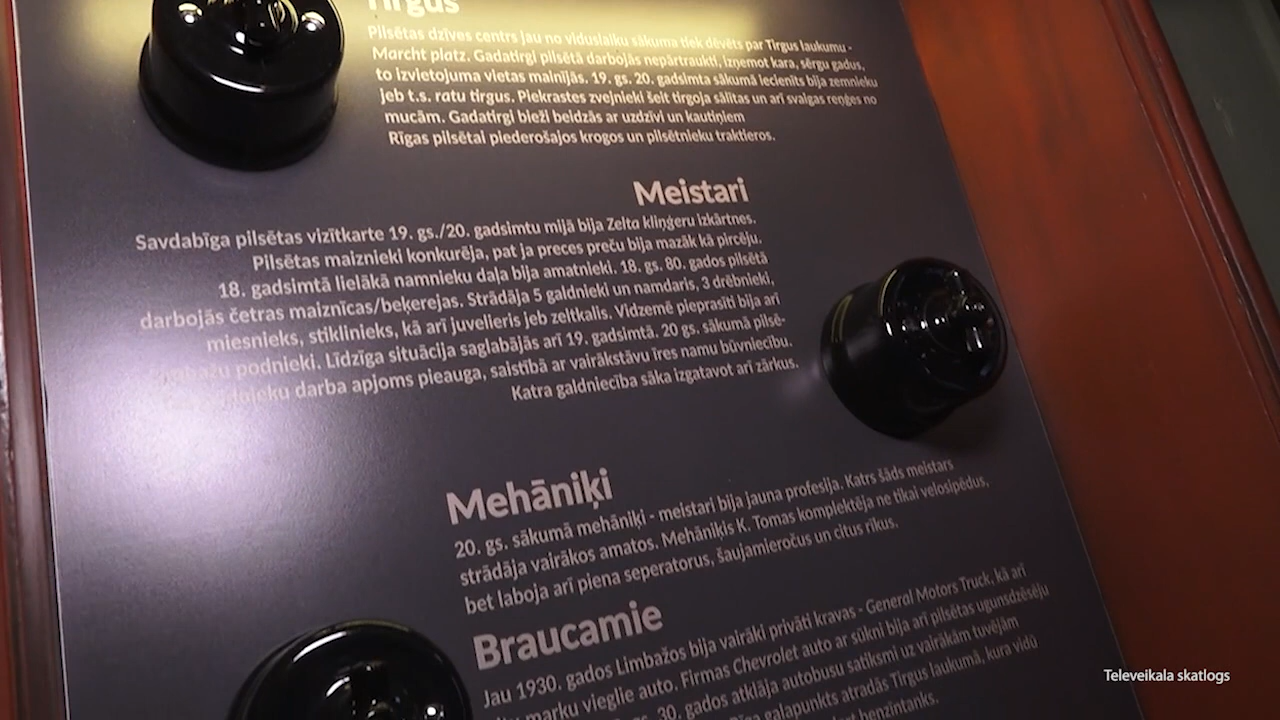 Tirgus
Pilsētas dzīves centrs jau no viduslaiku sākuma tiek dēvēts par Tirgus laukumu -
Marcht platz. Gadatirgi pilsētā darbojās nepārtraukti, izņemot kara, sērgu gadus,
to izvietojuma vietas mainījās. 19. gs. 20. gadsimta sākumā iecienīts bija zemnieku
jeb t.s. ratu tirgus. Piekrastes zvejnieki šeit tirgoja sālītas un arī svaigas reņģes no
mucām. Gadatirgi bieži beidzās ar uzdzīvi un kautiņiem
Rīgas pilsētai piederošajos krogos un pilsētnieku traktieros.
Meistari
Savdabīga pilsētas vizītkarte 19. gs./20. gadsimtu mijā bija Zelta kliņģeru izkārtnes.
Pilsētas maiznieki konkurēja, pat ja preces preču bija mazāk kā pircēju.
18. gadsimtā lielākā namnieku daļa bija amatnieki. 18. gs. 80. gados pilsētā
darbojās četras maiznīcas/beķerejas. Strādāja 5 galdnieki un namdaris, 3 drēbnieki,
miesnieks, stiklinieks, kā arī juvelieris jeb zeltkalis. Vidzemē pieprasīti bija arī
podnieki. Līdzīga situācija saglabājās arī 19. gadsimtā. 20 gs. sākumā pilsē-
darba apjoms pieauga, saistībā ar vairākstāvu īres namu būvniecību.
Katra galdniecība sāka izgatavot arī zārkus.
Mehāniķi
20. gs. sākumā mehāniķi - meistari bija jauna profesija. Katrs šāds meistars
strādāja vairākos amatos. Mehāniķis K. Tomas komplektēja ne tikai velosipēdus,
bet laboja arī piena seperatorus, šaujamieročus un citus rīkus.
Braucamie
Jau 1930. gados Limbažos bija vairāki privāti kravas - General Motors Truck, kā arī
marku vieglie auto. Firmas Chevrolet auto ar sūkni bija arī pilsētas ugunsdzēsēju
gs. 30. gados atklāja autobusu satiksmi uz vairākām tuvējām
galapunkts atradās Tirgus laukumā, kura vidū
benzīntanks.
Televeikala skatlogs